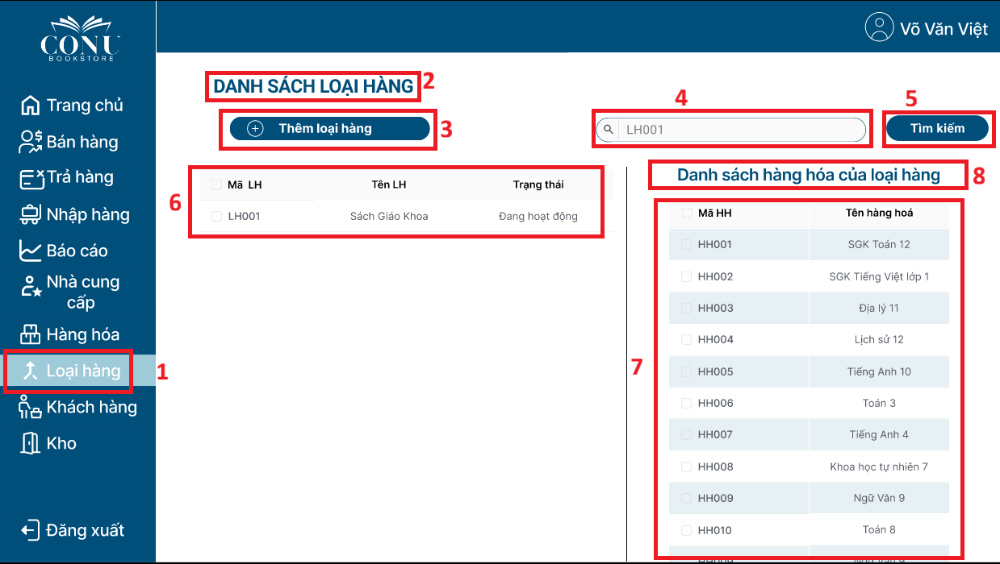 CONU
BOOKSTORE
Võ Văn Việt
Trang chủ
Bán hàng
Trả hàng
Nhập hàng
Báo cáo
Nhà cung
cấp
Hàng hóa
Loại hàng
1
Khách hàng
Kho
Đăng xuất
DANH SÁCH LOẠI HÀNG
2
Thêm loại hàng
3
4
LH001
5
Tìm kiếm
6
Mã LH Tên LH Trạng thái
LH001 Sách Giáo Khoa Đang hoạt động
Danh sách hàng hóa của loại hàng
8
7
Mã HH Tên hàng hoá
HH001 SGK Toán 12
HH002 SGK Tiếng Việt lớp 1
HH003 Địa lý 11
HH004 Lịch sử 12
HH005 Tiếng Anh 10
HH006 Toán 3
HH007 Tiếng Anh 4
HH008 Khoa học tự nhiên 7
HH009 Ngữ Văn 9
HH010 Toán 8
HH009 Ngữ Văn 9